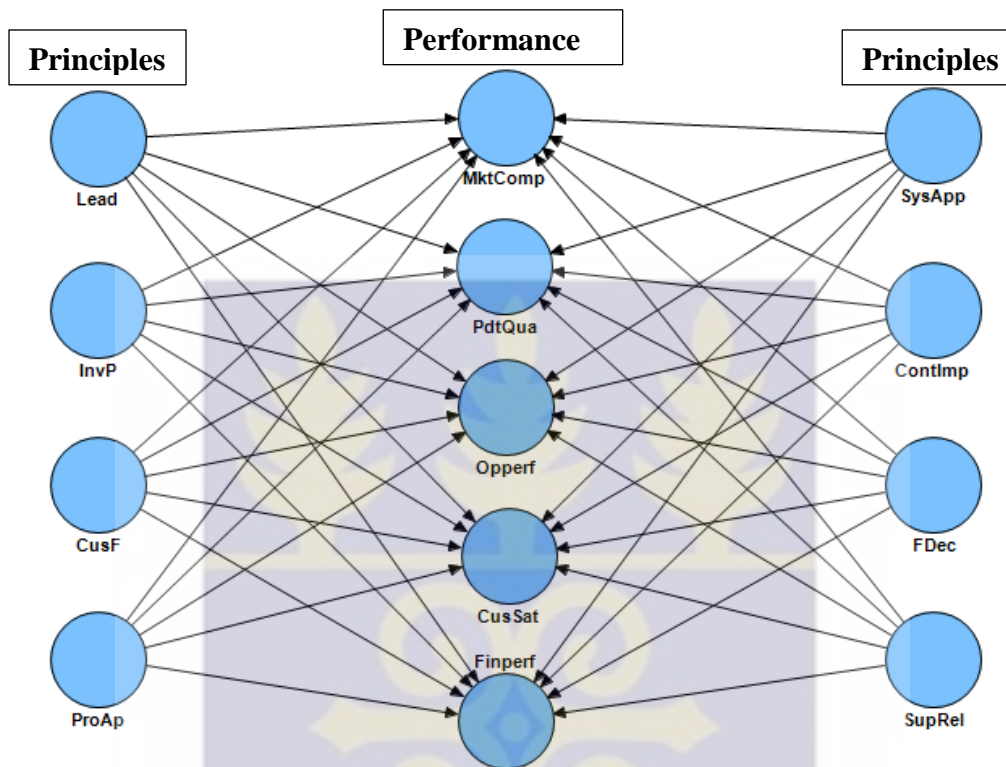 Principles
Performance
Principles
Lead
MktComp
SysApp
InvP
PdtQua
ContImp
CusF
Opperf
FDec
CusSat
ProAp
Finperf
SupRel